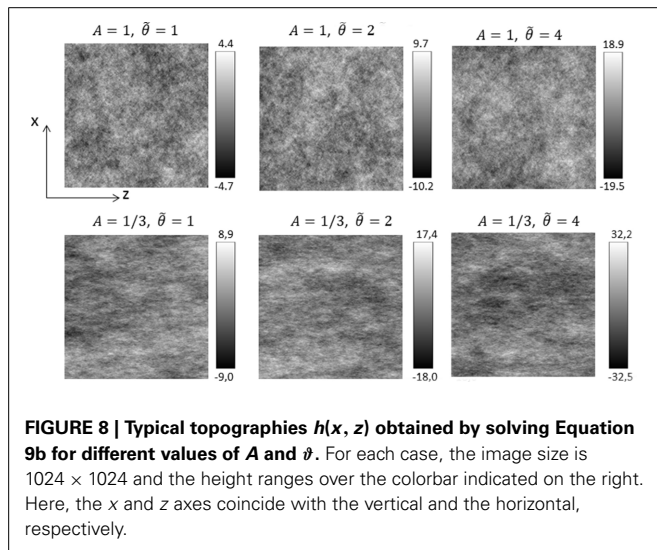 A = 1, θ̃ = 1
A = 1, θ̃ = 2
A = 1, θ̃ = 4
4.4
9.7
18.9
X
Z
-4.7
-10.2
-19.5
A = 1/3, θ̃ = 1
A = 1/3, θ̃ = 2
A = 1/3, θ̃ = 4
8,9
17,4
32,2
-9,0
-18,0
-32,5
FIGURE 8 | Typical topographies h(x, z) obtained by solving Equation
9b for different values of A and ϑ. For each case, the image size is
1024 × 1024 and the height ranges over the colorbar indicated on the right.
Here, the x and z axes coincide with the vertical and the horizontal,
respectively.